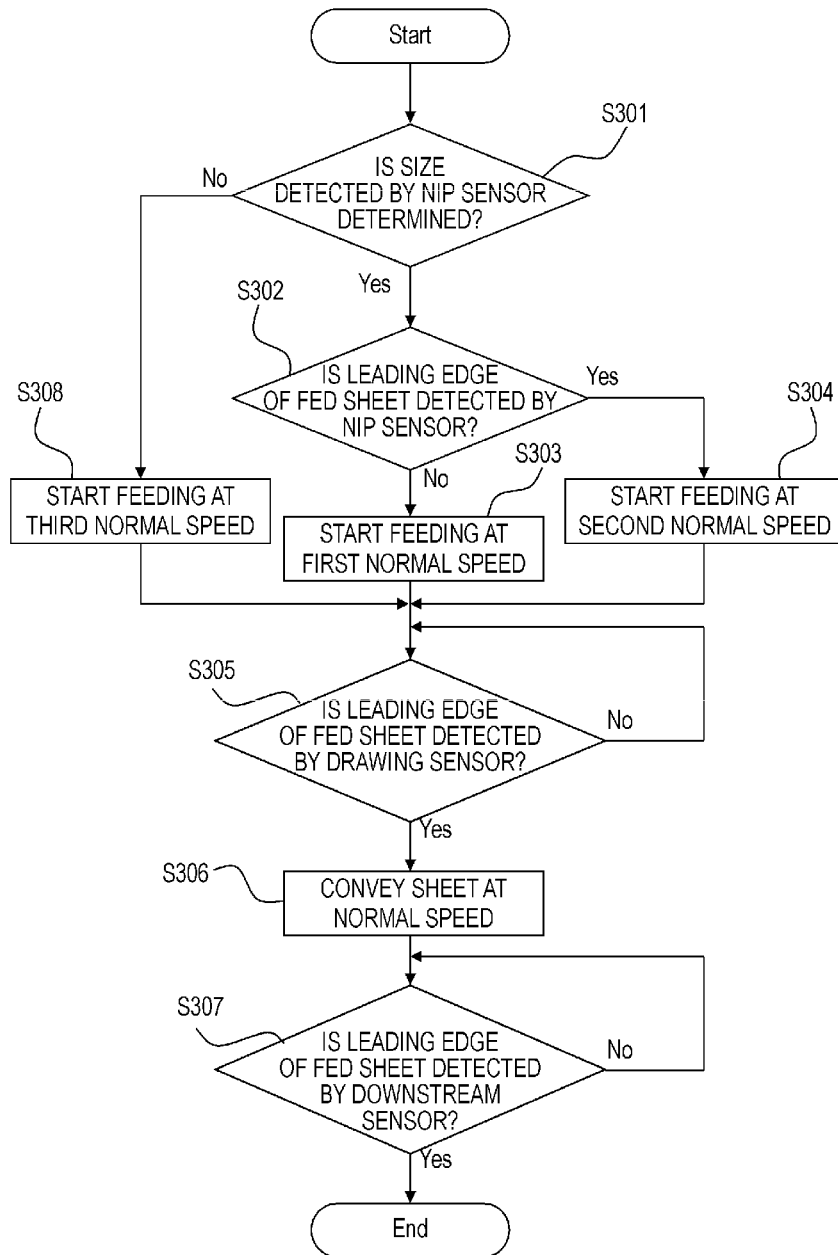 Start
S301
IS SIZE
DETECTED BY NIP SENSOR
DETERMINED?
No
Yes
S302
IS LEADING EDGE
OF FED SHEET DETECTED BY
NIP SENSOR?
Yes
No
S308
START FEEDING AT
THIRD NORMAL SPEED
S303
START FEEDING AT
FIRST NORMAL SPEED
S304
START FEEDING AT
SECOND NORMAL SPEED
S305
IS LEADING EDGE
OF FED SHEET DETECTED
BY DRAWING SENSOR?
No
Yes
S306
CONVEY SHEET AT
NORMAL SPEED
S307
IS LEADING EDGE
OF FED SHEET DETECTED
BY DOWNSTREAM
SENSOR?
No
Yes
End